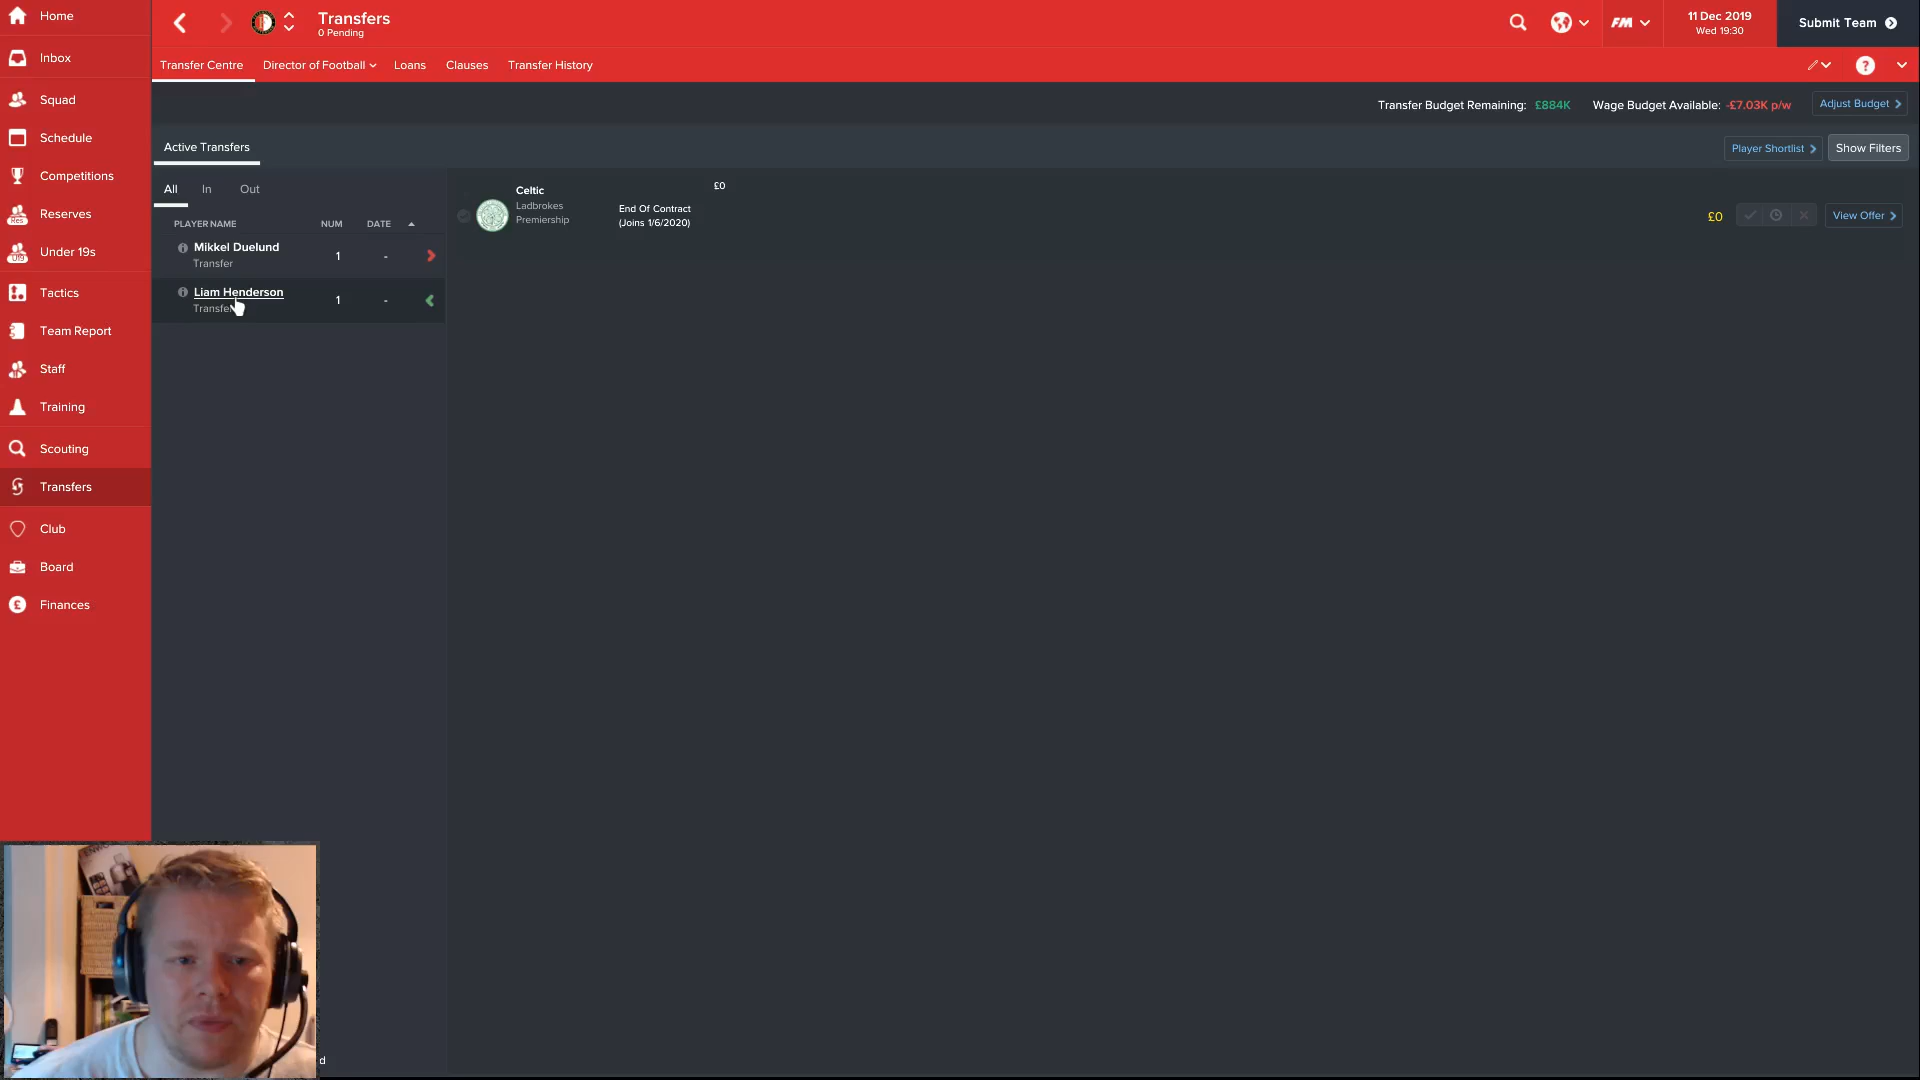 Home
Inbox
Squad
Schedule
Competitions
Reserves
Under 19s
Tactics
Team Report
Staff
Training
Scouting
Transfers
Club
Board
Finances
Transfers
0 Pending
FM
11 Dec 2019
Wed 19:30
Submit Team
Transfer Centre
Director of Football
Loans
Clauses
Transfer History
?
Transfer Budget Remaining: £884K
Wage Budget Available: -£7.03K p/w
Adjust Budget
Active Transfers
Player Shortlist
Show Filters
All
In
Out
PLAYER NAME
NUM
DATE
Mikkel Duelund
Transfer
1
-
Liam Henderson
Transfer
1
-
Celtic
Ladbrokes
Premiership
End Of Contract
(Joins 1/6/2020)
£0
£0
View Offer
d